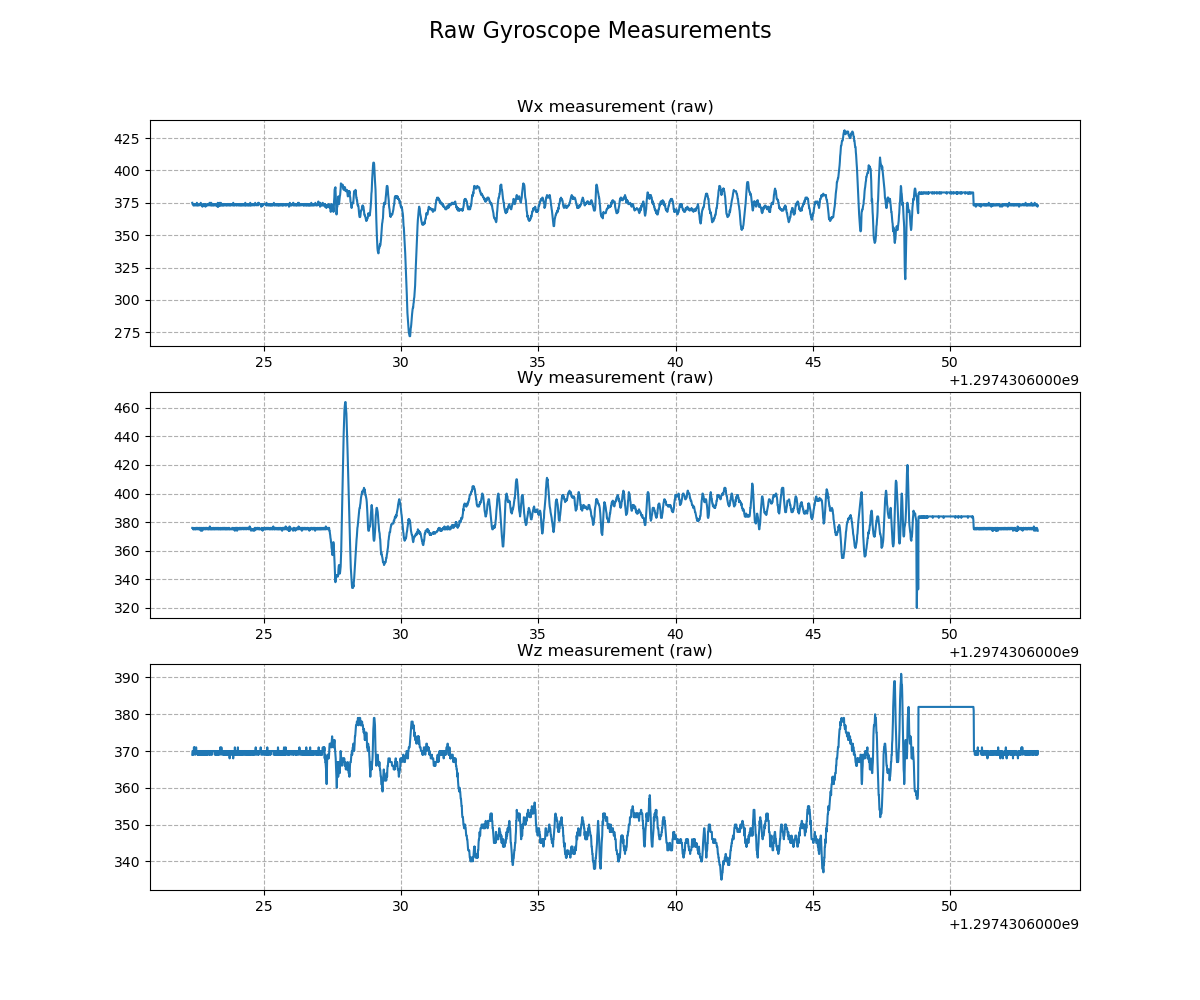 Raw Gyroscope Measurements
Wx measurement (raw)
425
400
375
350
325
300
275
25 30 35 40 45 50
+1.2974306000e9
Wy measurement (raw)
460
440
420
400
380
360
340
320
25 30 35 40 45 50
+1.2974306000e9
Wz measurement (raw)
390
380
370
360
350
340
25 30 35 40 45 50
+1.2974306000e9